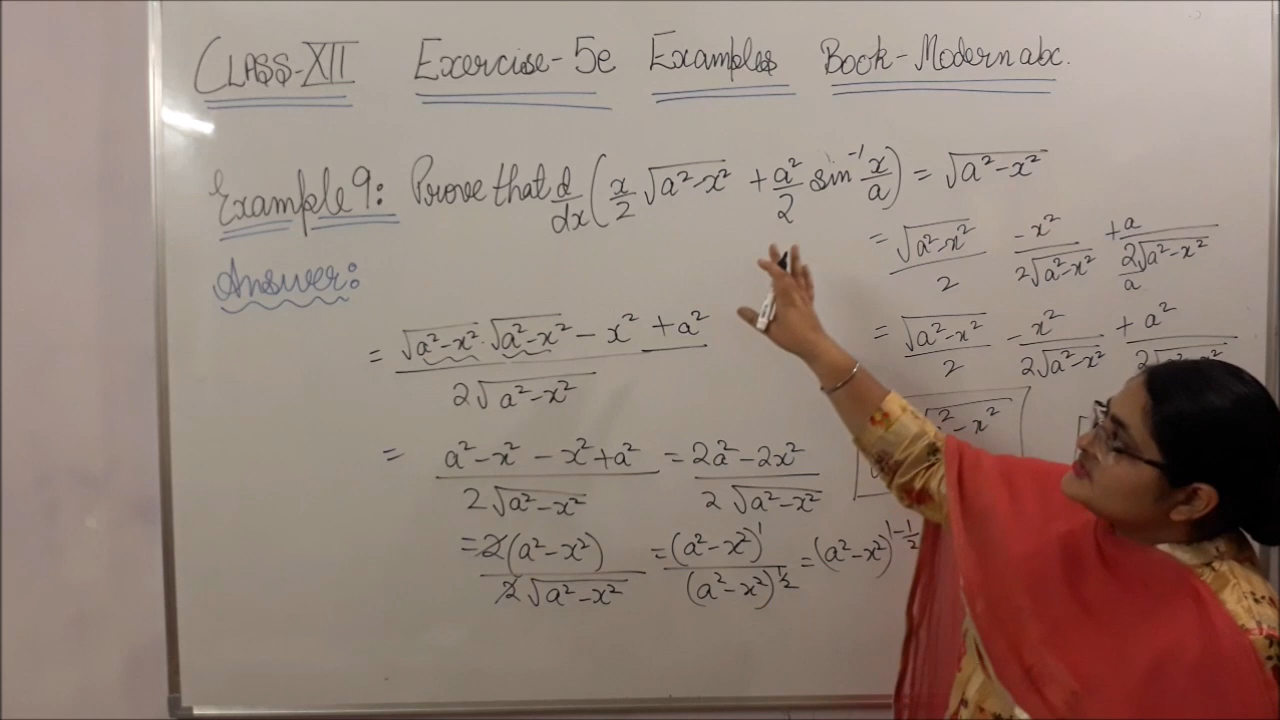 CLASS-XII Exercise-5e Examples Book-Modern abc.
Example 9: Prove that d/dx (x/2 √(a²-x²) + a²/2 sin⁻¹ x/a) = √(a²-x²)
Answer:
= √(a²-x²)/2 -x²/(2√(a²-x²)) + a/(2√(a²-x²)/a)
= √(a²-x²)/2 - x²/(2√(a²-x²)) + a²/(2√(a²-x²))
= (√(a²-x²) · √(a²-x²) - x² + a²)/(2√(a²-x²))
= (a²-x² - x²+a²)/(2√(a²-x²)) = (2a²-2x²)/(2√(a²-x²))
= 2(a²-x²)/(2√(a²-x²)) = (a²-x²)¹/(a²-x²)^½ = (a²-x²)^(1-½)